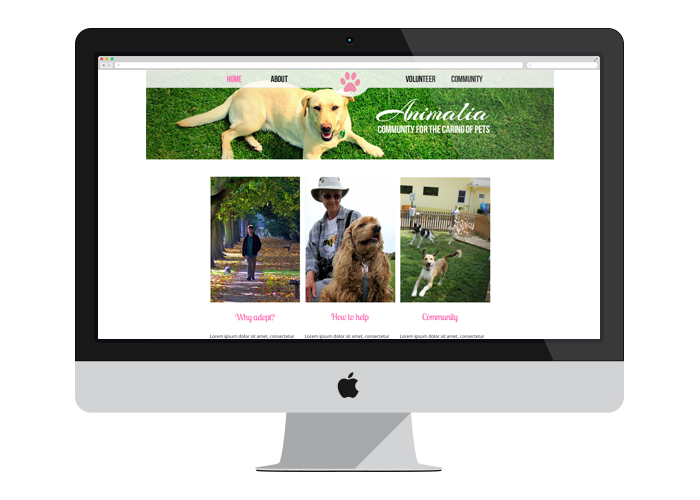 HOME ABOUT VOLUNTEER COMMUNITY
Animalia
COMMUNITY FOR THE CARING OF PETS
Why adopt? How to help Community
Lorem ipsum dolor sit amet, consectetur Lorem ipsum dolor sit amet, consectetur Lorem ipsum dolor sit amet, consectetur